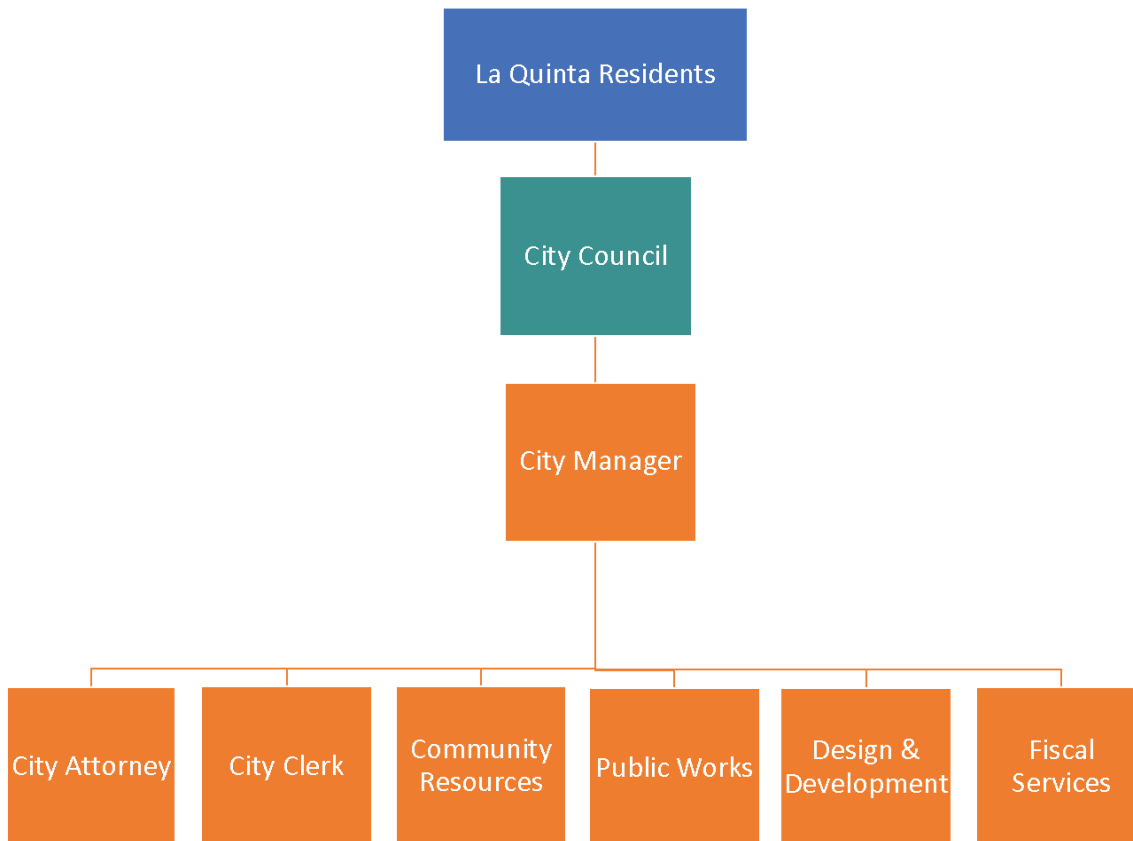 La Quinta Residents
City Council
City Manager
City Attorney
City Clerk
Community
Resources
Public Works
Design &
Development
Fiscal
Services